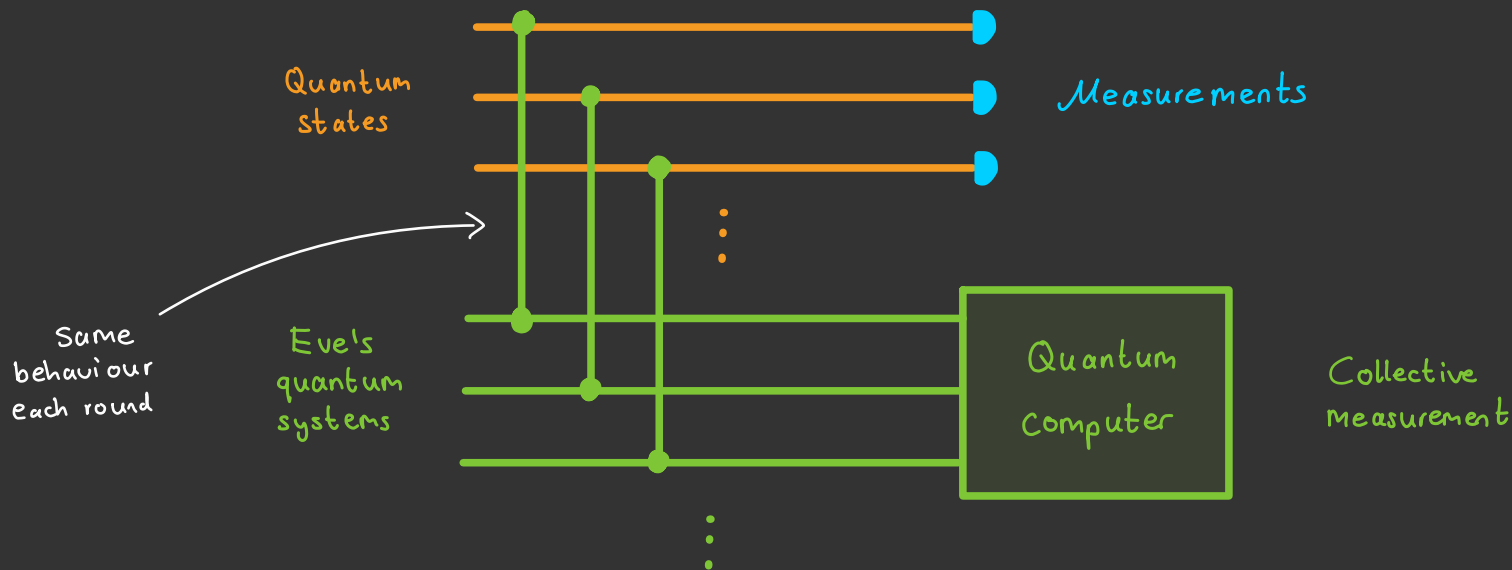 Quantum
states
Measurements
Same
behaviour
each round
Eve's
quantum
systems
Quantum
Computer
Collective
measurement